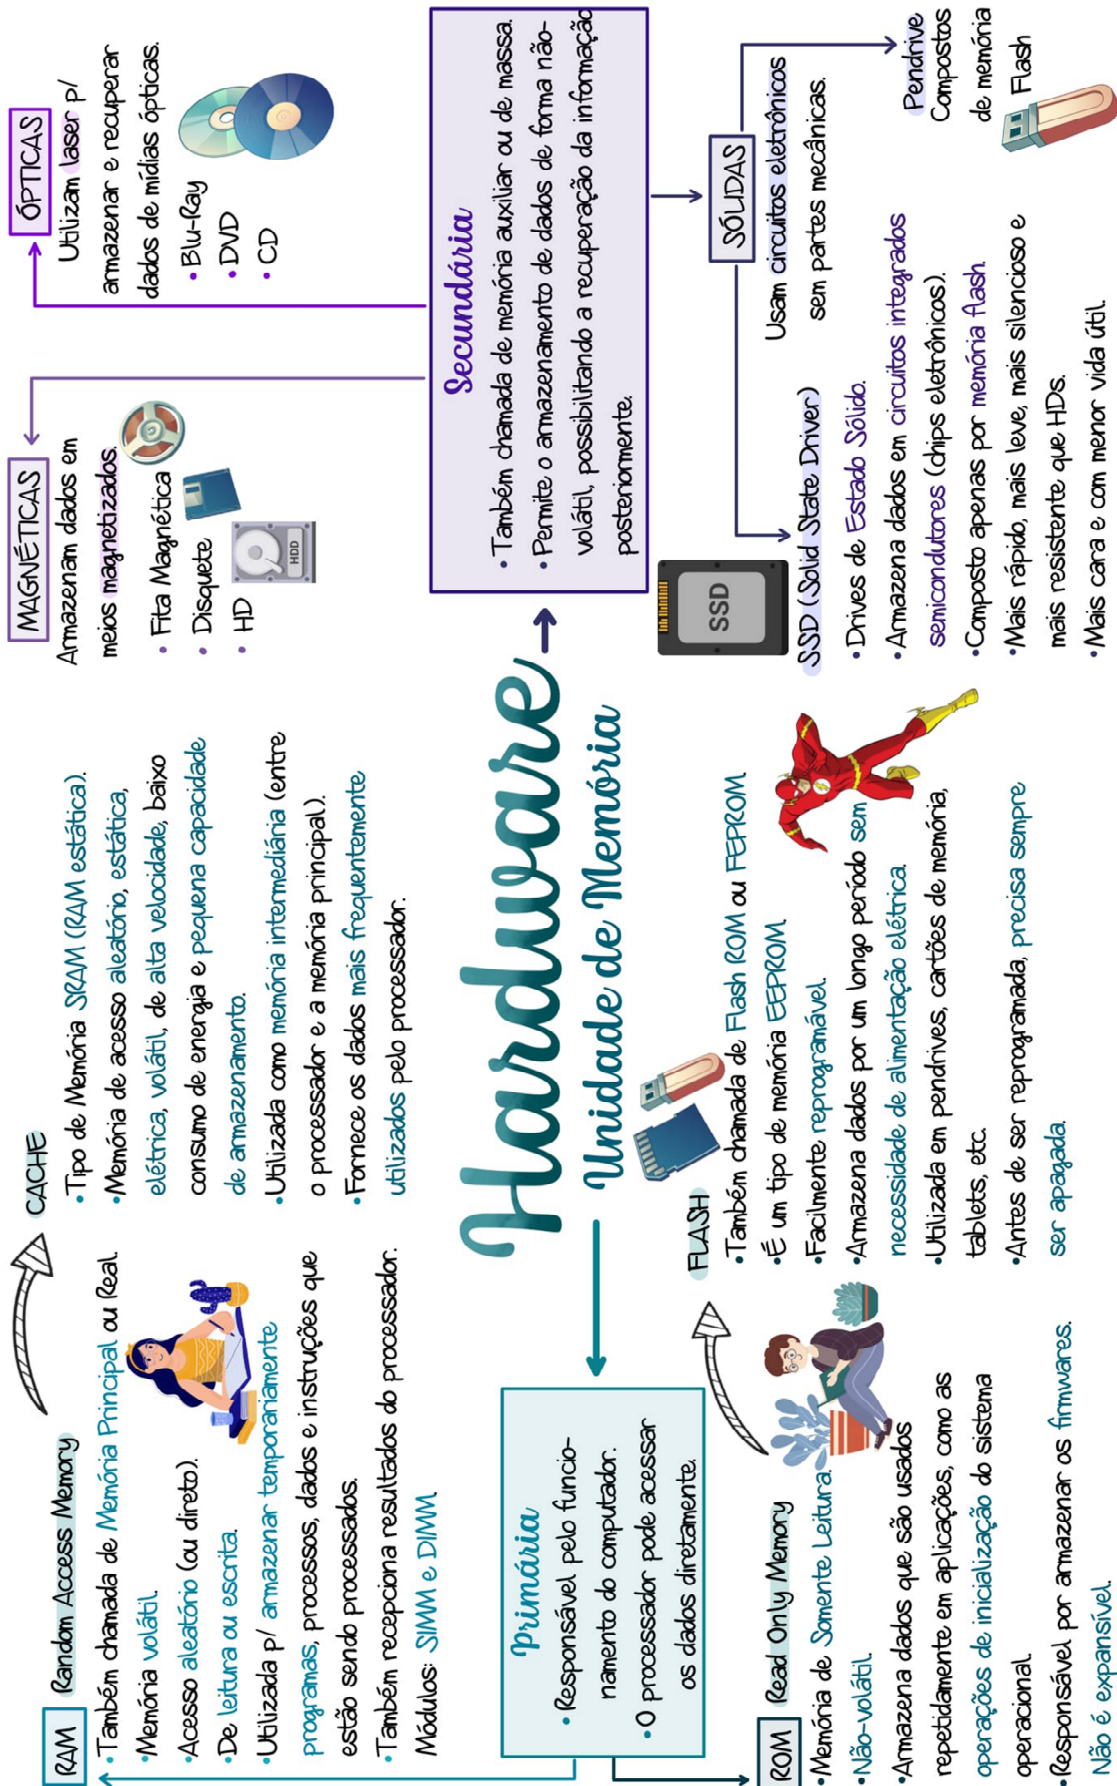 Hardware
Unidade de Memória
Primária
• Responsável pelo funcio-
namento do computador.
• O processador pode acessar
os dados diretamente.
RAM
Random Access Memory
• Também chamada de Memória Principal ou Real.
• Memória volátil.
• Acesso aleatório (ou direto).
• De leitura ou escrita.
• Utilizada p/ armazenar temporariamente
programas, processos, dados e instruções que
estão sendo processados.
• Também recepciona resultados do processador.
Módulos: SIMM e DIMM.
CACHE
• Tipo de Memória SRAM (RAM estática).
• Memória de acesso aleatório, estática,
elétrica, volátil, de alta velocidade, baixo
consumo de energia e pequena capacidade
de armazenamento.
• Utilizada como memória intermediária (entre
o processador e a memória principal).
• Fornece os dados mais frequentemente
utilizados pelo processador.
ROM
Read Only Memory
• Memória de Somente Leitura.
• Não-volátil.
• Armazena dados que são usados
repetidamente em aplicações, como as
operações de inicialização do sistema
operacional.
• Responsável por armazenar os firmwares.
Não é expansível.
FLASH
• Também chamada de Flash ROM ou FEPROM.
• É um tipo de memória EEPROM.
• Facilmente reprogramável.
• Armazena dados por um longo período sem
necessidade de alimentação elétrica.
• Utilizada em pendrives, cartões de memória,
tablets, etc.
• Antes de ser reprogramada, precisa sempre
ser apagada.
Secundária
• Também chamada de memória auxiliar ou de massa.
• Permite o armazenamento de dados de forma não-
volátil, possibilitando a recuperação da informação
posteriormente.
MAGNÉTICAS
Armazenam dados em
meios magnetizados.
• Fita Magnética
• Disquete
• HD
HDD
ÓPTICAS
Utilizam laser p/
armazenar e recuperar
dados de mídias ópticas.
• Blu-Ray
• DVD
• CD
SÓLIDAS
Usam circuitos eletrônicos
sem partes mecânicas.
SSD
SSD (Solid State Driver)
• Drives de Estado Sólido.
• Armazena dados em circuitos integrados
semicondutores (chips eletrônicos).
• Composto apenas por memória flash.
• Mais rápido, mais leve, mais silencioso e
mais resistente que HDs.
• Mais cara e com menor vida útil.
Pendrive
Compostos
de memória
Flash